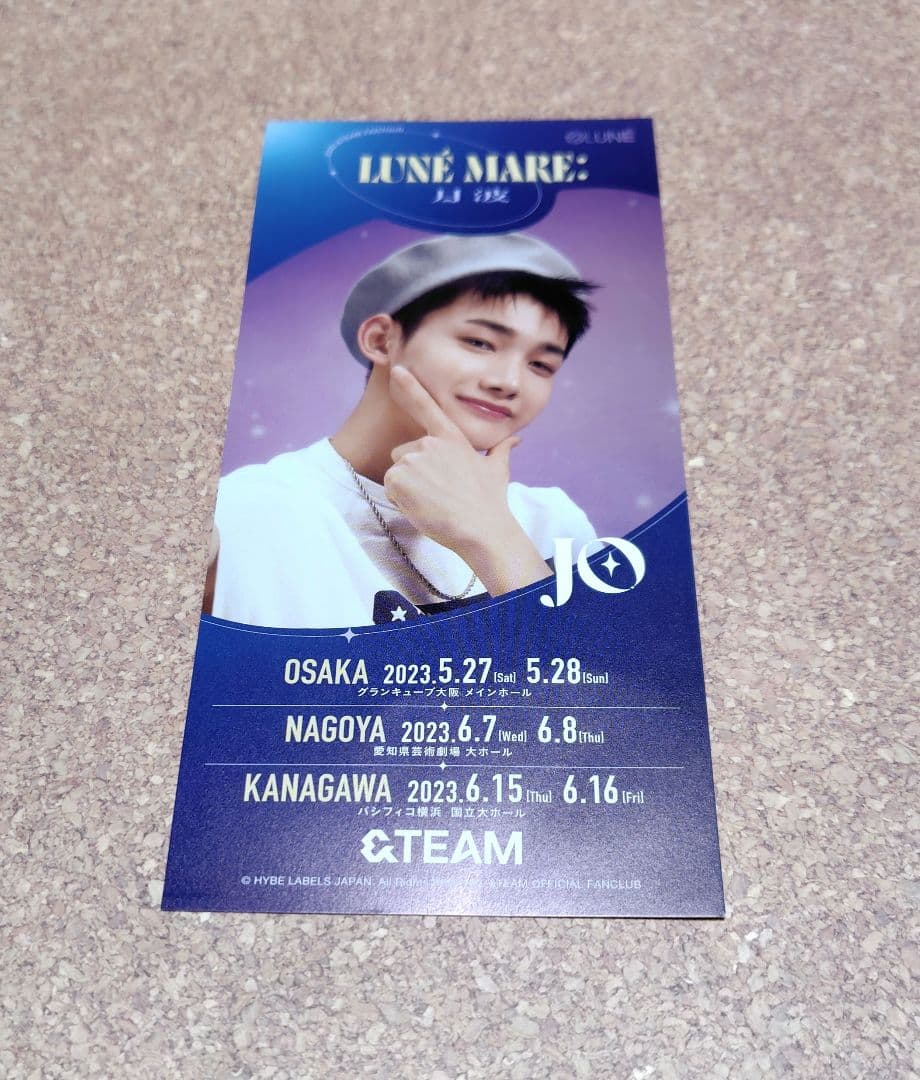 LUNÉ
LUNÉ MARE:
月波
JO
OSAKA 2023.5.27[Sat] 5.28[Sun]
グランキューブ大阪 メインホール
NAGOYA 2023.6.7[Wed] 6.8[Thu]
愛知県芸術劇場 大ホール
KANAGAWA 2023.6.15[Thu] 6.16[Fri]
パシフィコ横浜 国立大ホール
&TEAM
© HYBE LABELS JAPAN. All Rights &TEAM OFFICIAL FANCLUB